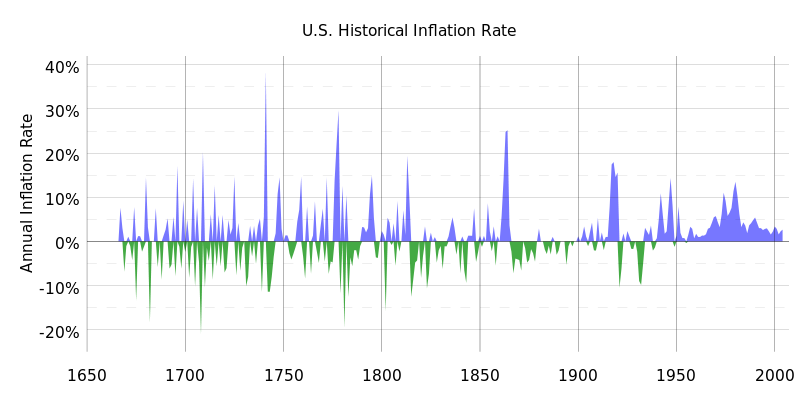 U.S. Historical Inflation Rate
Annual Inflation Rate
40%
30%
20%
10%
0%
-10%
-20%
1650 1700 1750 1800 1850 1900 1950 2000